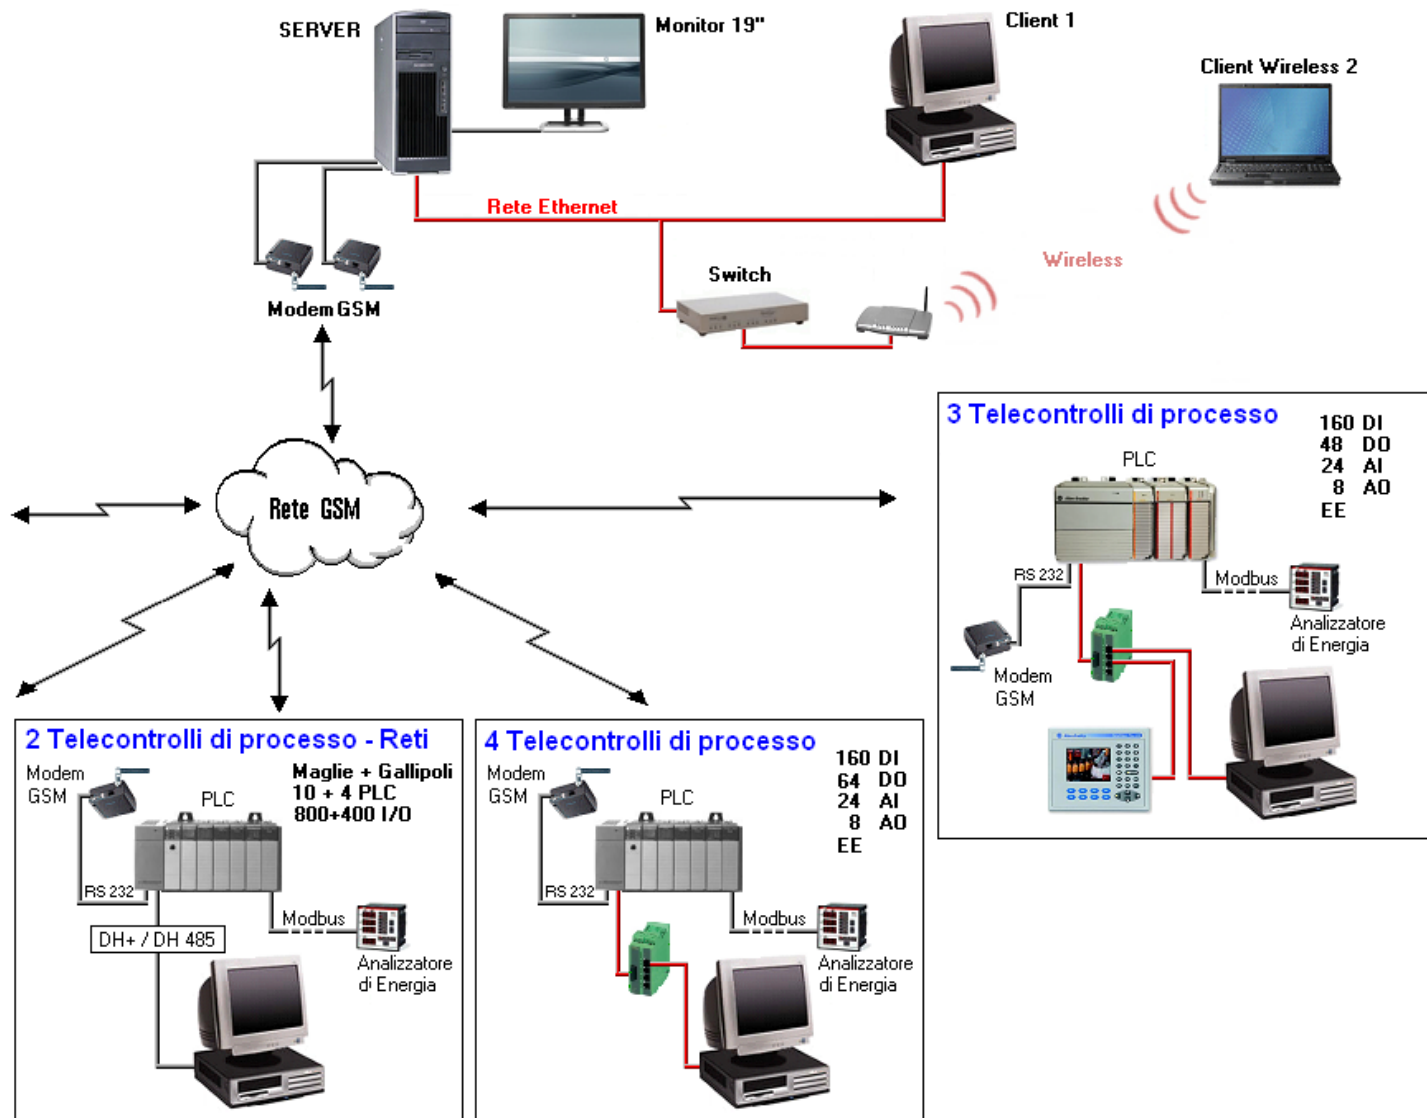 SERVER
Monitor 19"
Client 1
Client Wireless 2
Rete Ethernet
Wireless
Switch
Modem GSM
Rete GSM
3 Telecontrolli di processo
160 DI
48 DO
24 AI
8 AO
EE
PLC
RS 232
Modbus
Analizzatore
di Energia
Modem
GSM
2 Telecontrolli di processo - Reti
Modem
GSM
Maglie + Gallipoli
10 + 4 PLC
800+400 I/O
PLC
RS 232
Modbus
DH+ / DH 485
Analizzatore
di Energia
4 Telecontrolli di processo
160 DI
64 DO
24 AI
8 AO
EE
Modem
GSM
PLC
RS 232
Modbus
Analizzatore
di Energia